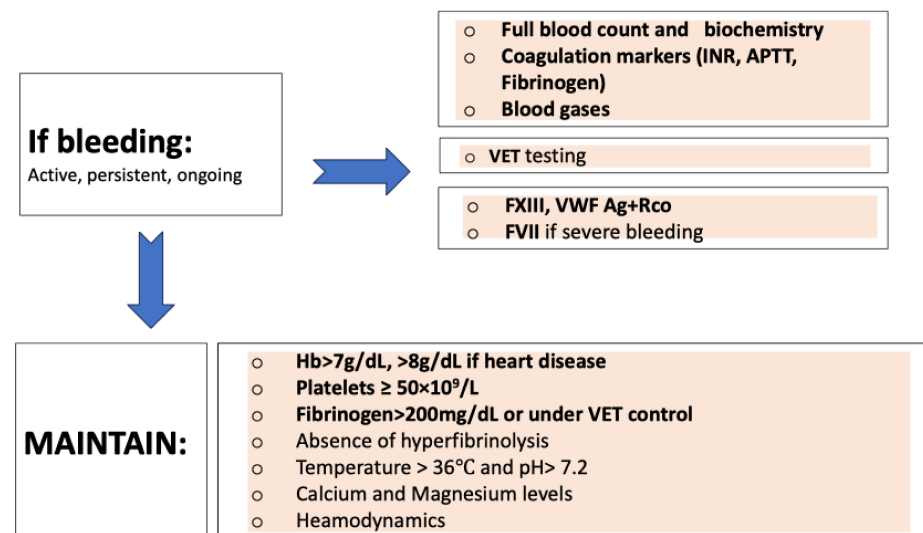 If bleeding:
Active, persistent, ongoing
o Full blood count and biochemistry
o Coagulation markers (INR, APTT,
Fibrinogen)
o Blood gases
o VET testing
o FXIII, VWF Ag+Rco
o FVII if severe bleeding
MAINTAIN:
o Hb>7g/dL, >8g/dL if heart disease
o Platelets ≥ 50×10⁹/L
o Fibrinogen>200mg/dL or under VET control
o Absence of hyperfibrinolysis
o Temperature > 36℃ and pH> 7.2
o Calcium and Magnesium levels
o Heamodynamics